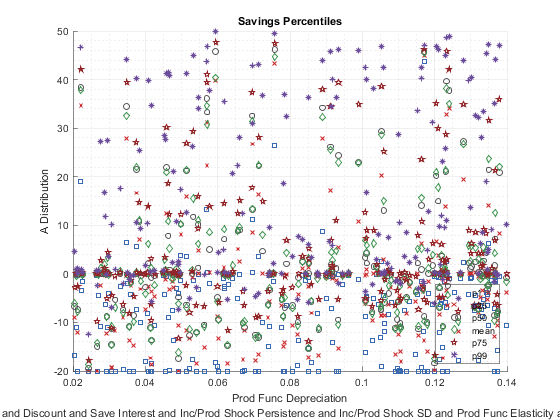 Savings Percentiles
A Distribution
50
40
30
20
10
0
-10
-20
0.02
0.04
0.06
0.08
0.1
0.12
0.14
mean
p75
p99
Prod Func Depreciation
and Discount and Save Interest and Inc/Prod Shock Persistence and Inc/Prod Shock SD and Prod Func Elasticity a